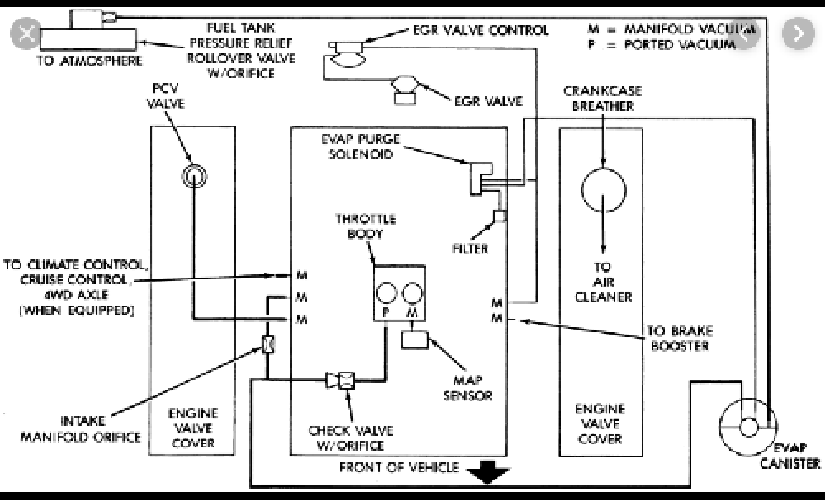 FUEL TANK
PRESSURE RELIEF
ROLLOVER VALVE
W/ORIFICE
TO ATMOSPHERE
EGR VALVE CONTROL
M = MANIFOLD VACUUM
P = PORTED VACUUM
PCV
VALVE
EGR VALVE
CRANKCASE
BREATHER
EVAP PURGE
SOLENOID
THROTTLE
BODY
FILTER
TO CLIMATE CONTROL,
CRUISE CONTROL,
4WD AXLE
(WHEN EQUIPPED)
M
M
M
P M
M
M
TO
AIR
CLEANER
TO BRAKE
BOOSTER
MAP
SENSOR
INTAKE
MANIFOLD ORIFICE
ENGINE
VALVE
COVER
CHECK VALVE
W/ORIFICE
ENGINE
VALVE
COVER
EVAP
CANISTER
FRONT OF VEHICLE